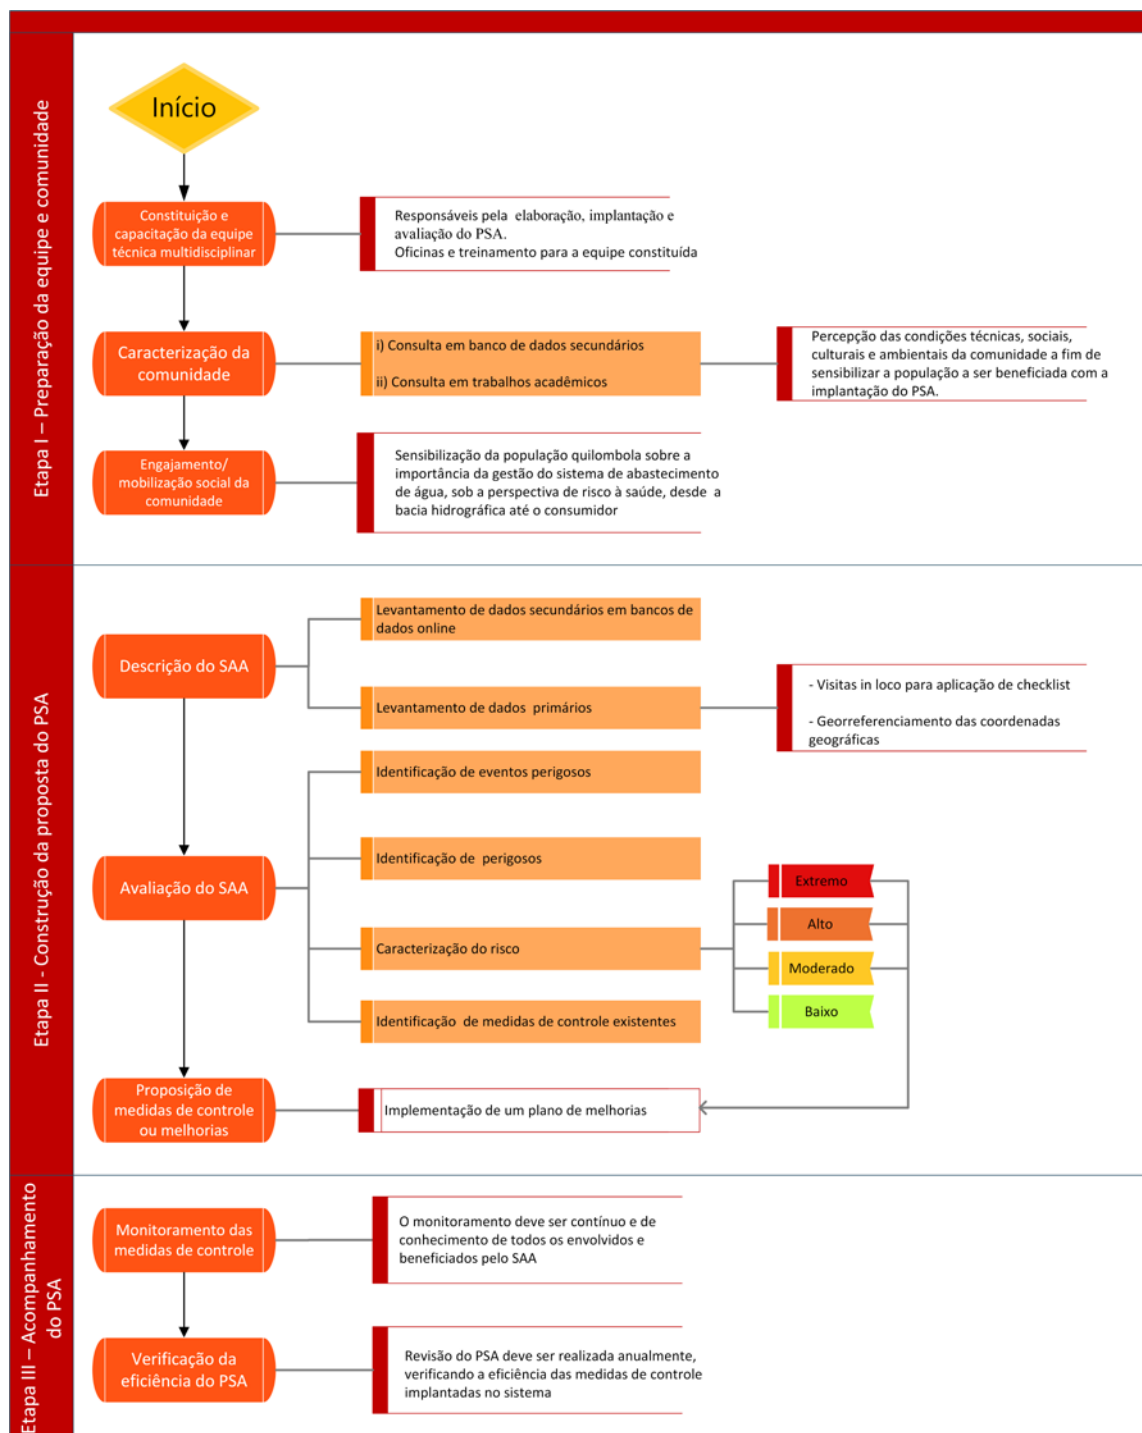 Etapa I – Preparação da equipe e comunidade
Início
Constituição e
capacitação da equipe
técnica multidisciplinar
Responsáveis pela elaboração, implantação e
avaliação do PSA.
Oficinas e treinamento para a equipe constituída
Caracterização da
comunidade
i) Consulta em banco de dados secundários
ii) Consulta em trabalhos acadêmicos
Percepção das condições técnicas, sociais,
culturais e ambientais da comunidade a fim de
sensibilizar a população a ser beneficiada com a
implantação do PSA.
Engajamento/
mobilização social da
comunidade
Sensibilização da população quilombola sobre a
importância da gestão do sistema de abastecimento
de água, sob a perspectiva de risco à saúde, desde a
bacia hidrográfica até o consumidor
Etapa II - Construção da proposta do PSA
Descrição do SAA
Levantamento de dados secundários em bancos de
dados online
Levantamento de dados primários
- Visitas in loco para aplicação de checklist
- Georreferenciamento das coordenadas
geográficas
Avaliação do SAA
Identificação de eventos perigosos
Identificação de perigosos
Caracterização do risco
Extremo
Alto
Moderado
Baixo
Identificação de medidas de controle existentes
Proposição de
medidas de controle
ou melhorias
Implementação de um plano de melhorias
Etapa III – Acompanhamento
do PSA
Monitoramento das
medidas de controle
O monitoramento deve ser contínuo e de
conhecimento de todos os envolvidos e
beneficiados pelo SAA
Verificação da
eficiência do PSA
Revisão do PSA deve ser realizada anualmente,
verificando a eficiência das medidas de controle
implantadas no sistema